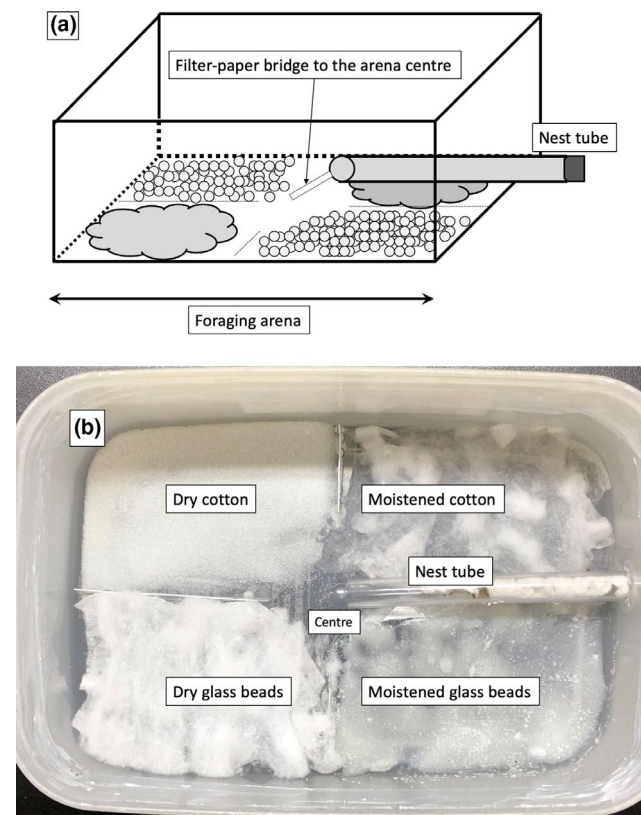 (a)
Filter-paper bridge to the arena centre
Nest tube
Foraging arena
(b)
Dry cotton
Moistened cotton
Nest tube
Centre
Dry glass beads
Moistened glass beads